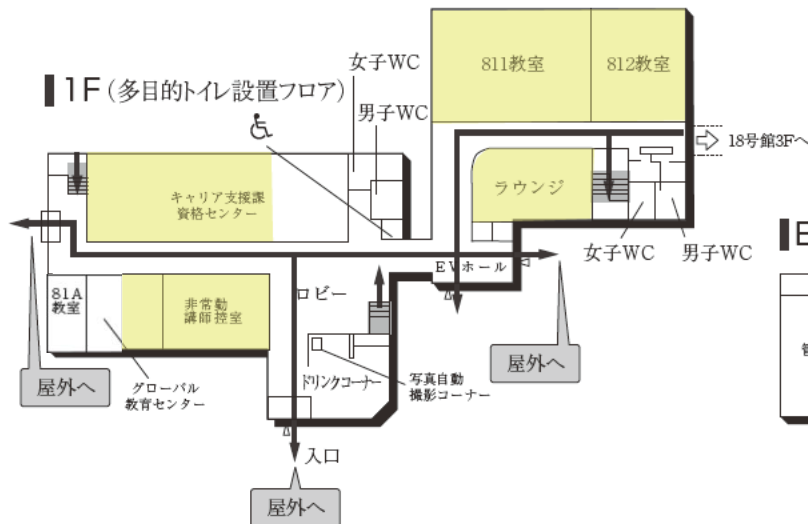 1F(多目的トイレ設置フロア)
女子WC
男子WC
811教室
812教室
18号館3Fへ
キャリア支援課
資格センター
ラウンジ
女子WC
男子WC
EVホール
81A
教室
非常勤
講師控室
ロビー
屋外へ
グローバル
教育センター
ドリンクコーナー
写真自動
撮影コーナー
屋外へ
入口
屋外へ